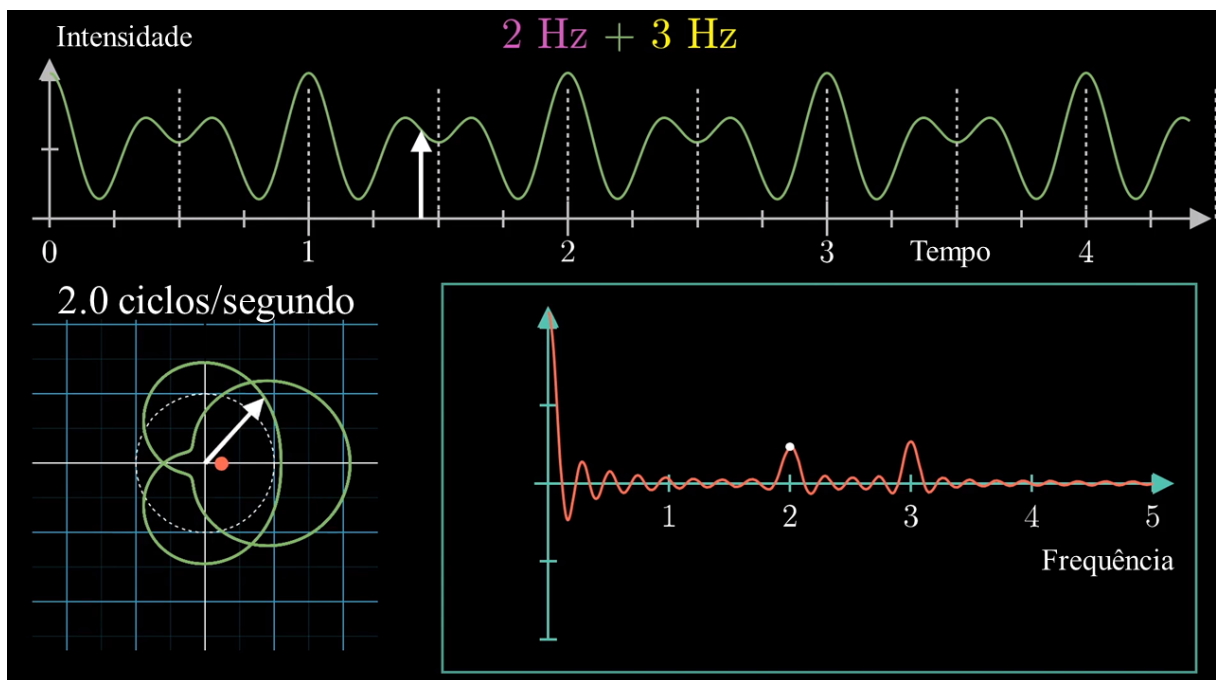 Intensidade
2 Hz + 3 Hz
0 1 2 3 Tempo 4
2.0 ciclos/segundo
1 2 3 4 5
Frequência